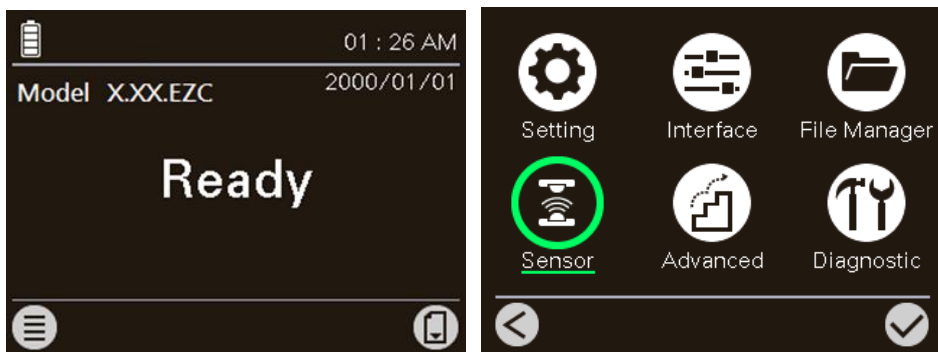 01 : 26 AM
Model X.XX.EZC 2000/01/01
Ready
Setting Interface File Manager
Sensor Advanced Diagnostic